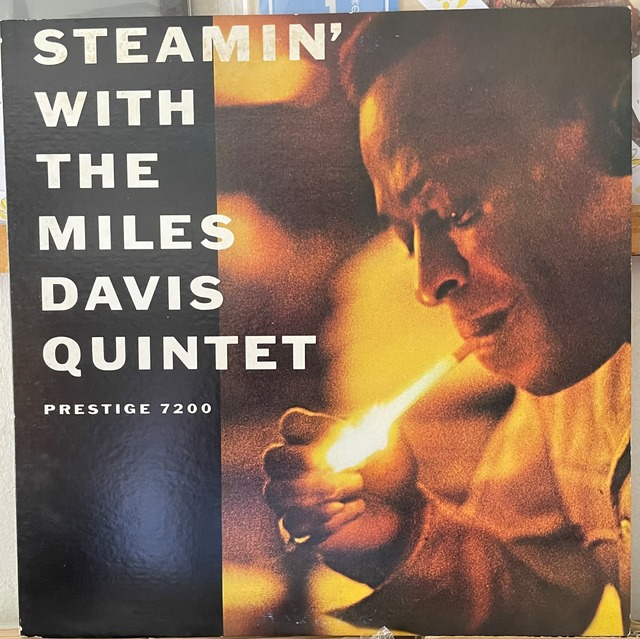 STEAMIN'
WITH
THE
MILES
DAVIS
QUINTET
PRESTIGE 7200